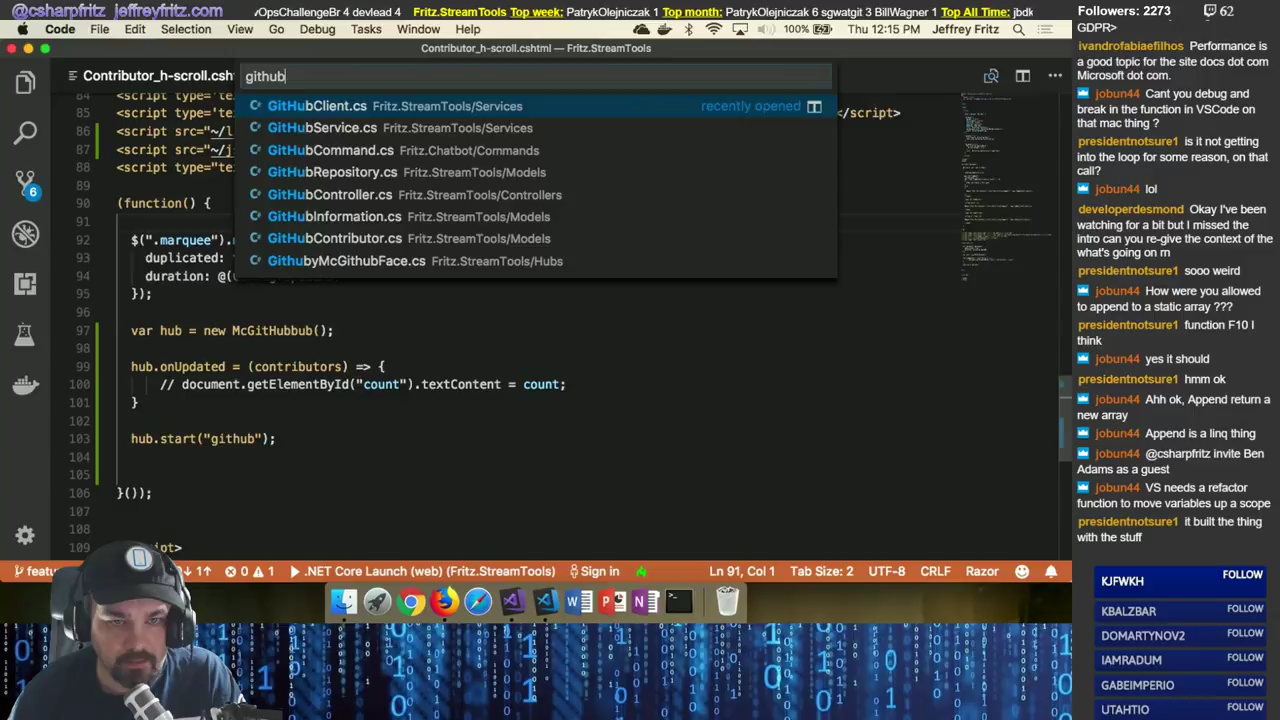 @csharpfritz jeffreyfritz.com
/OpsChallengeBr 4 devlead 4
Fritz.StreamTools Top week: PatrykOlejniczak 1 Top month: PatrykOlejniczak 6 sgwatgit 3 BillWagner 1 Top All Time: jbdk
Followers: 2273
62
Code File Edit Selection View Go Debug Tasks Window Help
100% Thu 12:15 PM Jeffrey Fritz
Contributor_h-scroll.cshtml — Fritz.StreamTools
Contributor_h-scroll.csh
github
GitHubClient.cs Fritz.StreamTools/Services recently opened
GitHubService.cs Fritz.StreamTools/Services
GitHubCommand.cs Fritz.Chatbot/Commands
GitHubRepository.cs Fritz.StreamTools/Models
GitHubController.cs Fritz.StreamTools/Controllers
GitHubInformation.cs Fritz.StreamTools/Models
GitHubContributor.cs Fritz.StreamTools/Models
GithubyMcGithubFace.cs Fritz.StreamTools/Hubs
84 <script type=
85 <script type='te </script>
86 <script src="~/l
87 <script src="~/j
88 <script type='te
89
90 (function() {
91
92 $(".marquee").
93 duplicated:
94 duration: @(
95 });
96
97 var hub = new McGitHubbub();
98
99 hub.onUpdated = (contributors) => {
100 // document.getElementById("count").textContent = count;
101 }
102
103 hub.start("github");
104
105
106 }());
107
108
109 ipt>
6
featu
1↑ 0 1 .NET Core Launch (web) (Fritz.StreamTools) Sign in Ln 91, Col 1 Tab Size: 2 UTF-8 CRLF Razor
GDPR>
ivandrofabiaefilhos Performance is
a good topic for the site docs dot com
Microsoft dot com.
jobun44 Cant you debug and
break in the function in VSCode on
that mac thing ?
presidentnotsure1 is it not getting
into the loop for some reason, in that
call?
jobun44 lol
developerdesmond Okay I've been
watching for a bit but I missed the
intro can you re-give the context of
what's going on rn
presidentnotsure1 sooo weird
jobun44 How were you allowed
to append to a static array ???
presidentnotsure1 function F10 I
think
jobun44 yes it should
presidentnotsure1 hmm ok
jobun44 Ahh ok, Append return a
new array
jobun44 Append is a linq thing
jobun44 @csharpfritz invite Ben
Adams as a guest
jobun44 VS needs a refactor
function to move variables up a scope
presidentnotsure1 it built the thing
with the stuff
KJFWKH FOLLOW
KBALZBAR FOLLOW
DOMARTYNOV2 FOLLOW
IAMRADUM FOLLOW
GABEIMPERIO FOLLOW
UTAHTIO FOLLOW